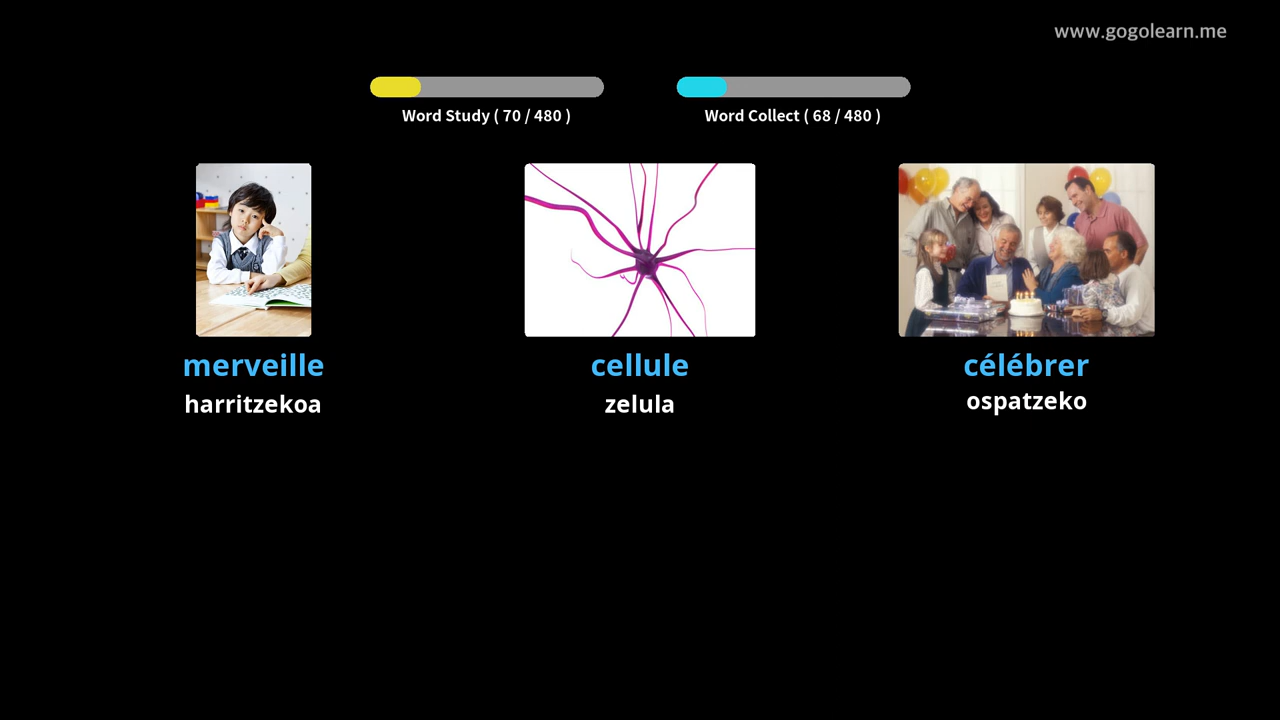 www.gogolearn.me
Word Study ( 70 / 480 )
Word Collect ( 68 / 480 )
merveille
harritzekoa
cellule
zelula
célébrer
ospatzeko